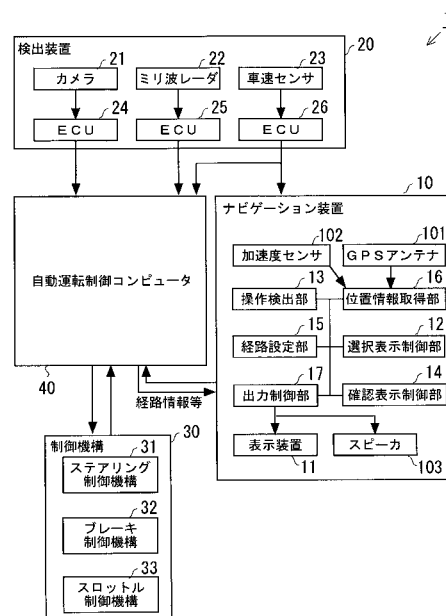 1
検出装置
20
21
22
23
カメラ
ミリ波レーダ
車速センサ
24
25
26
ECU
ECU
ECU
10
ナビゲーション装置
102
101
加速度センサ
GPSアンテナ
13
16
操作検出部
位置情報取得部
15
12
経路設定部
選択表示制御部
17
14
出力制御部
確認表示制御部
表示装置
スピーカ
11
103
自動運転制御コンピュータ
40
経路情報等
30
制御機構
31
ステアリング
制御機構
32
ブレーキ
制御機構
33
スロットル
制御機構